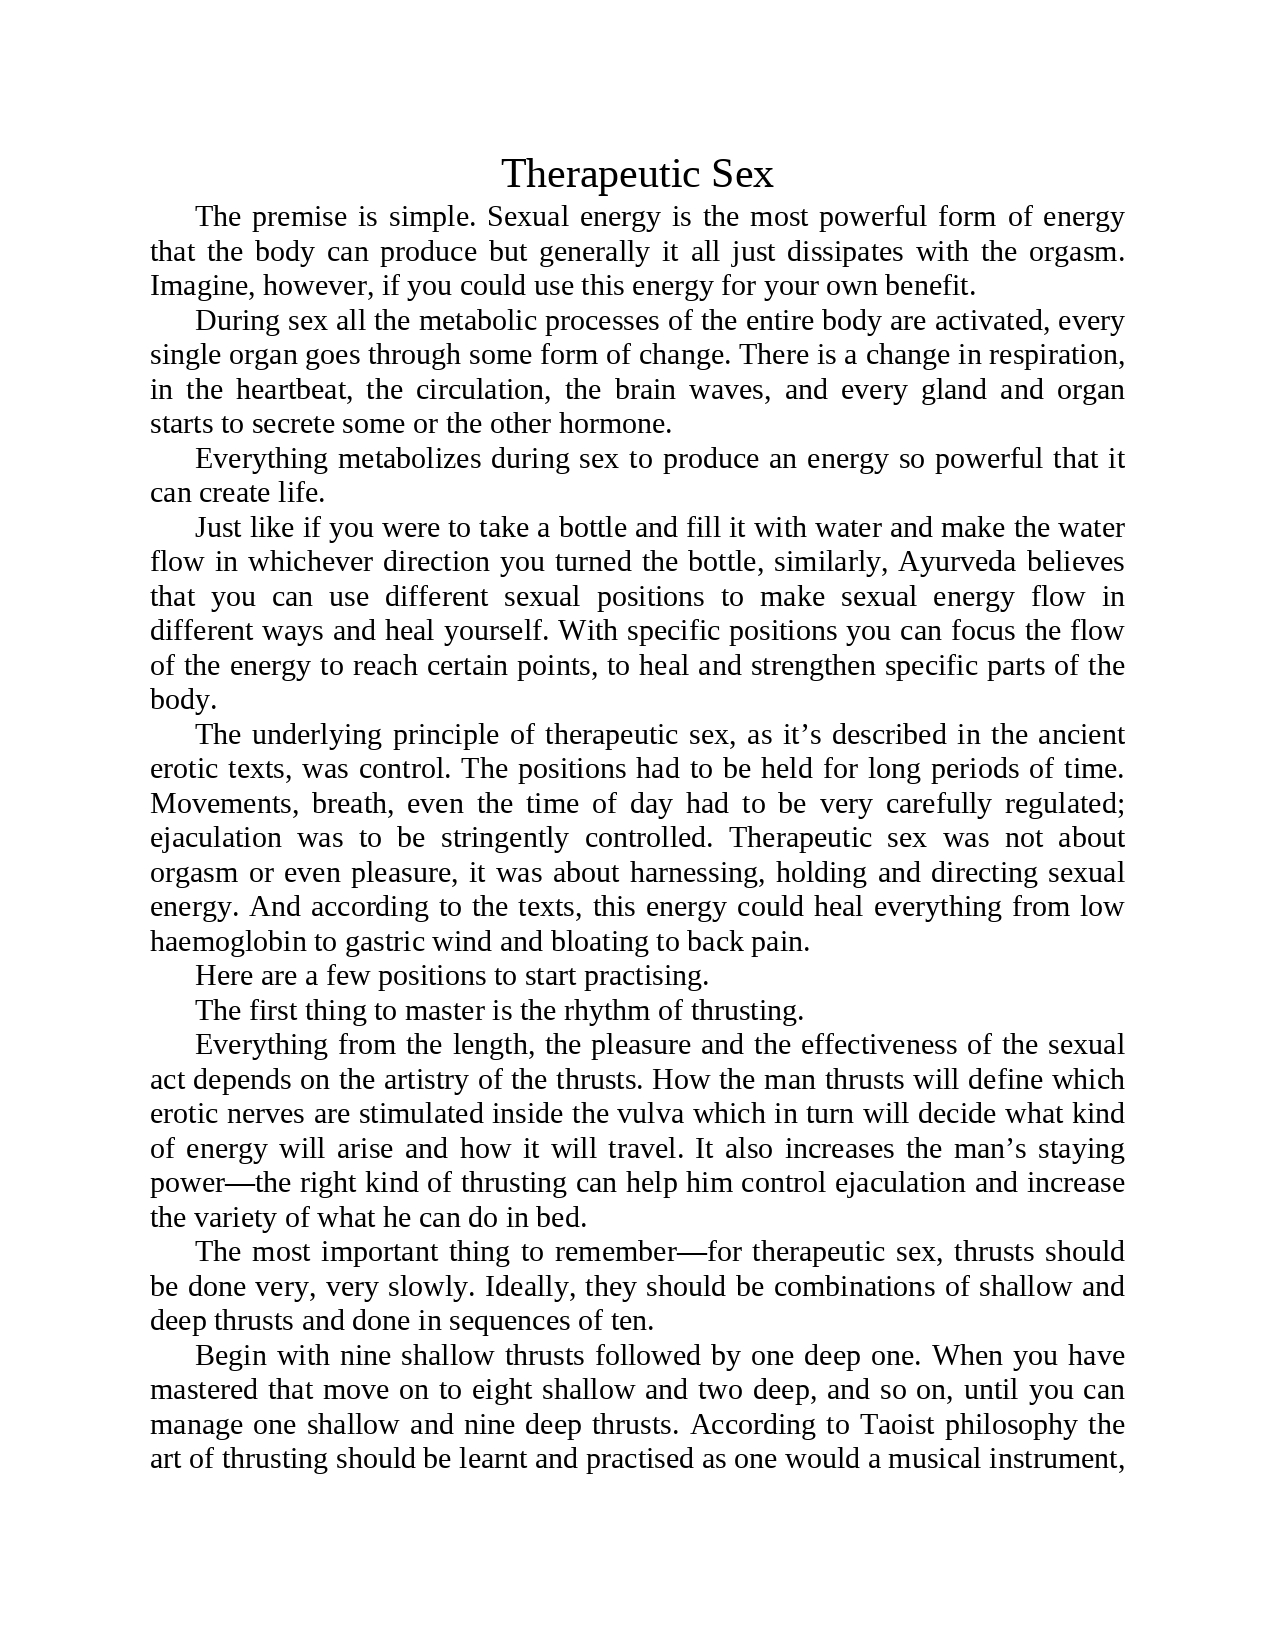 Therapeutic Sex
The premise is simple. Sexual energy is the most powerful form of energy
that the body can produce but generally it all just dissipates with the orgasm.
Imagine, however, if you could use this energy for your own benefit.
During sex all the metabolic processes of the entire body are activated, every
single organ goes through some form of change. There is a change in respiration,
in the heartbeat, the circulation, the brain waves, and every gland and organ
starts to secrete some or the other hormone.
Everything metabolizes during sex to produce an energy so powerful that it
can create life.
Just like if you were to take a bottle and fill it with water and make the water
flow in whichever direction you turned the bottle, similarly, Ayurveda believes
that you can use different sexual positions to make sexual energy flow in
different ways and heal yourself. With specific positions you can focus the flow
of the energy to reach certain points, to heal and strengthen specific parts of the
body.
The underlying principle of therapeutic sex, as it’s described in the ancient
erotic texts, was control. The positions had to be held for long periods of time.
Movements, breath, even the time of day had to be very carefully regulated;
ejaculation was to be stringently controlled. Therapeutic sex was not about
orgasm or even pleasure, it was about harnessing, holding and directing sexual
energy. And according to the texts, this energy could heal everything from low
haemoglobin to gastric wind and bloating to back pain.
Here are a few positions to start practising.
The first thing to master is the rhythm of thrusting.
Everything from the length, the pleasure and the effectiveness of the sexual
act depends on the artistry of the thrusts. How the man thrusts will define which
erotic nerves are stimulated inside the vulva which in turn will decide what kind
of energy will arise and how it will travel. It also increases the man’s staying
power—the right kind of thrusting can help him control ejaculation and increase
the variety of what he can do in bed.
The most important thing to remember—for therapeutic sex, thrusts should
be done very, very slowly. Ideally, they should be combinations of shallow and
deep thrusts and done in sequences of ten.
Begin with nine shallow thrusts followed by one deep one. When you have
mastered that move on to eight shallow and two deep, and so on, until you can
manage one shallow and nine deep thrusts. According to Taoist philosophy the
art of thrusting should be learnt and practised as one would a musical instrument,